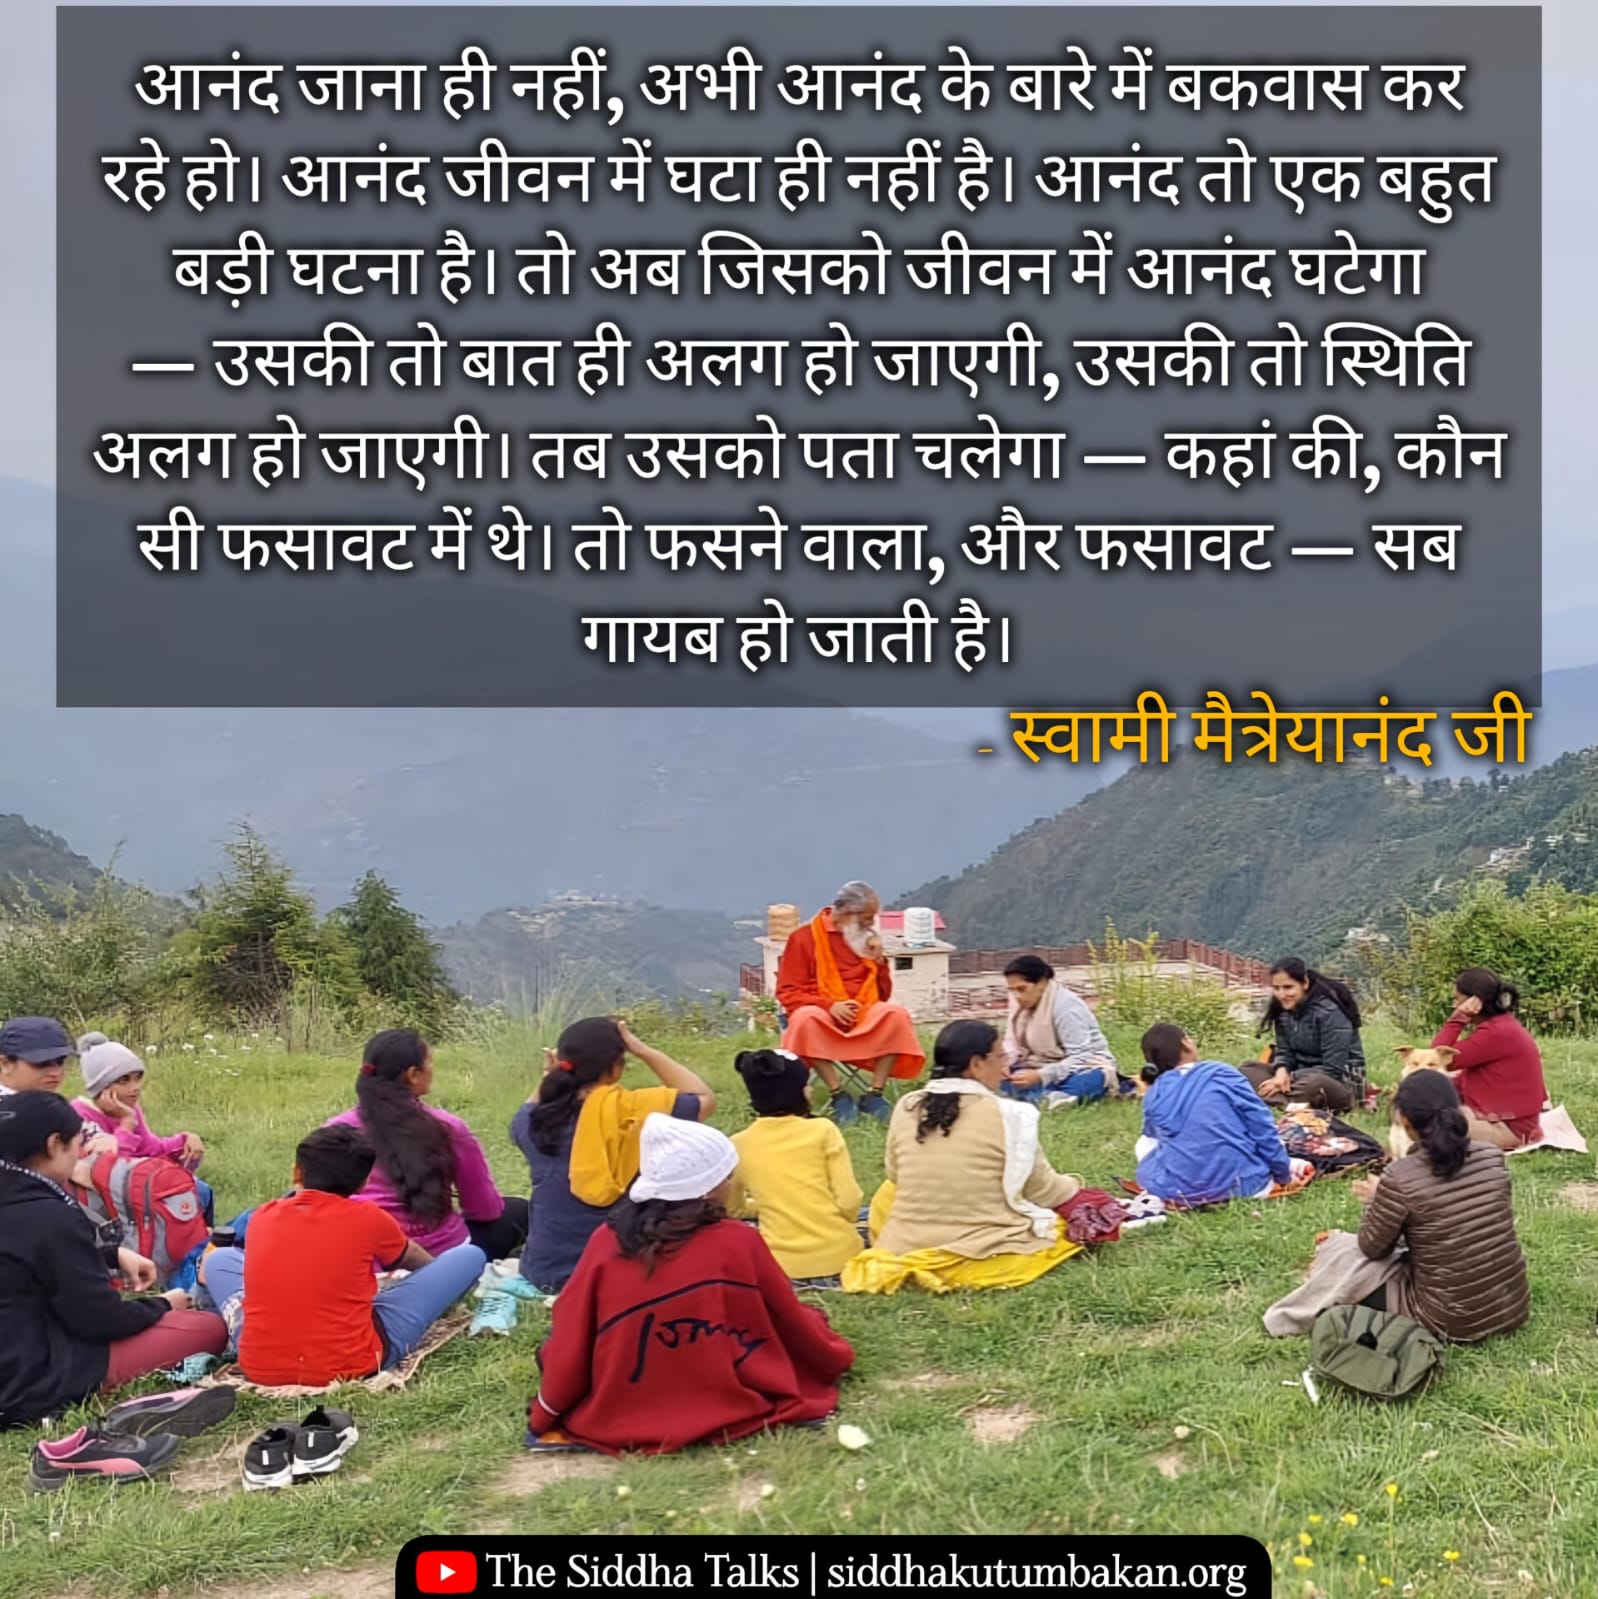 आनंद जाना ही नहीं, अभी आनंद के बारे में बकवास कर
रहे हो। आनंद जीवन में घटा ही नहीं है। आनंद तो एक बहुत
बड़ी घटना है। तो अब जिसको जीवन में आनंद घटेगा
— उसकी तो बात ही अलग हो जाएगी, उसकी तो स्थिति
अलग हो जाएगी। तब उसको पता चलेगा — कहां की, कौन
सी फसावट में थे। तो फसने वाला, और फसावट — सब
गायब हो जाती है।
- स्वामी मैत्रेयानंद जी
Tommy
The Siddha Talks | siddhakutumbakan.org